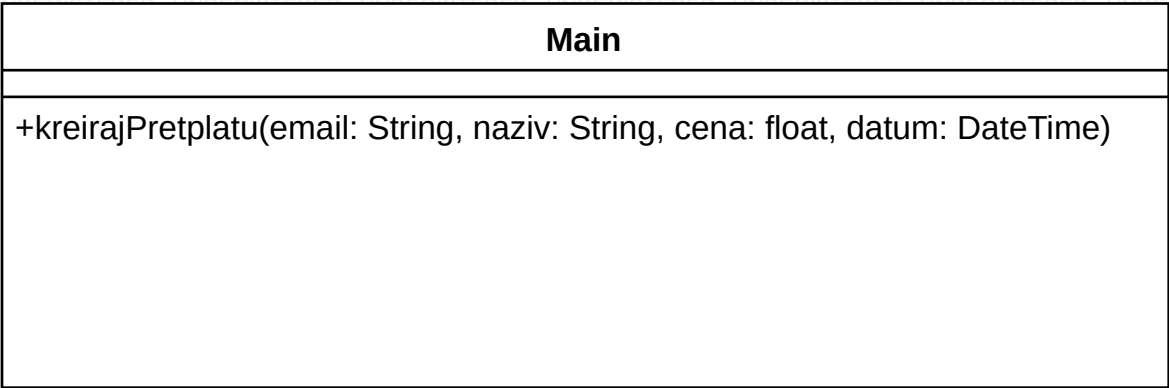 Main
+kreirajPretplatu(email: String, naziv: String, cena: float, datum: DateTime)